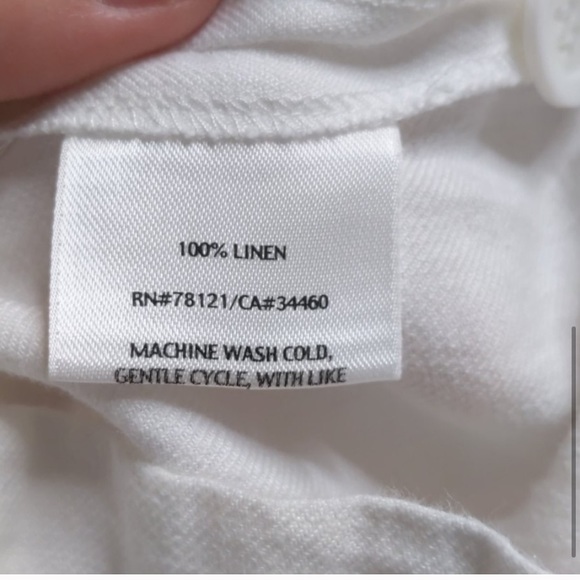 100% LINEN
RN#78121/CA#34460
MACHINE WASH COLD,
GENTLE CYCLE, WITH LIKE